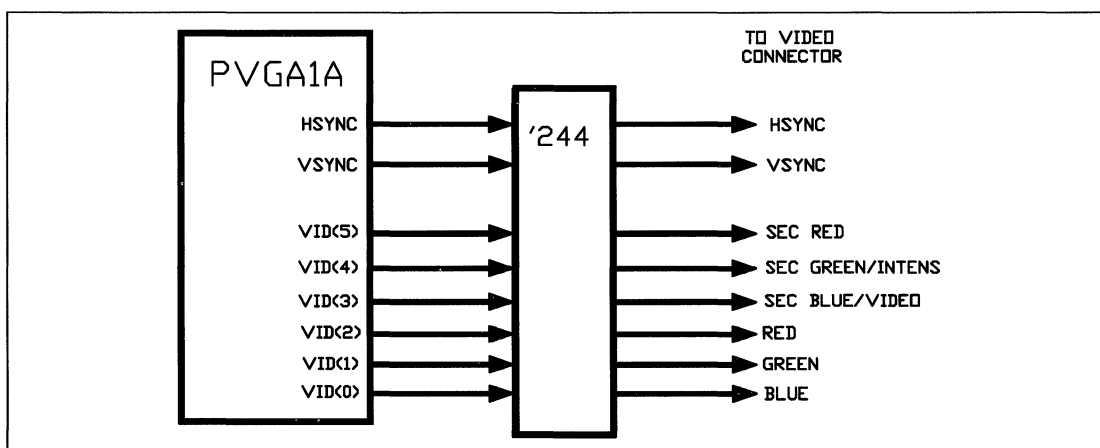 TO VIDEO
CONNECTOR
PVGA1A
'244
HSYNC
HSYNC
VSYNC
VSYNC
VID(5)
SEC RED
VID(4)
SEC GREEN/INTENS
VID(3)
SEC BLUE/VIDEO
VID(2)
RED
VID(1)
GREEN
VID(0)
BLUE